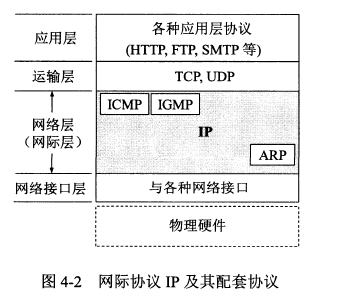 应用层
各种应用层协议
(HTTP, FTP, SMTP 等)
运输层
TCP, UDP
ICMP
IGMP
网络层
（网际层）
IP
ARP
网络接口层
与各种网络接口
物理硬件
图 4-2 网际协议 IP 及其配套协议